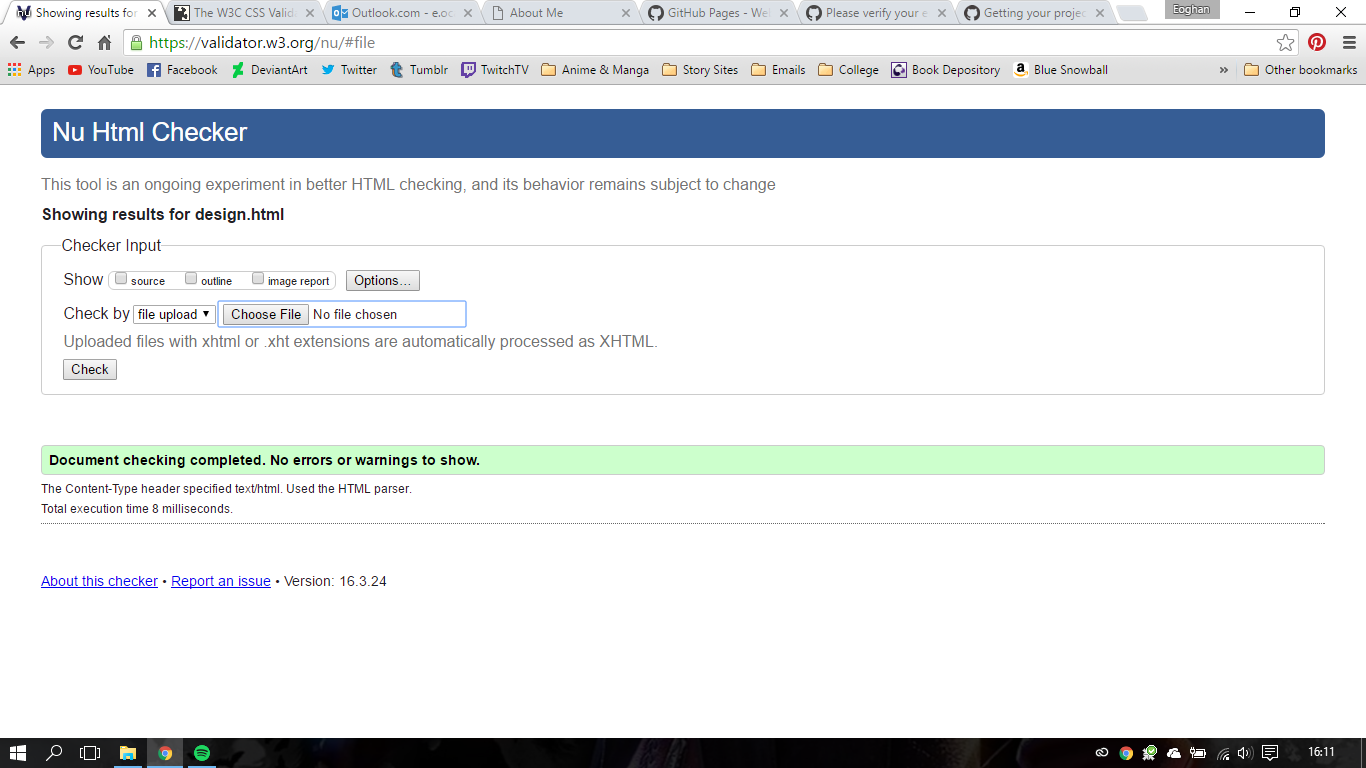 Showing results for
The W3C CSS Valid
Outlook.com - e.oc
About Me
GitHub Pages - We
Please verify your e
Getting your projec
Eoghan
https://validator.w3.org/nu/#file
Apps YouTube Facebook DeviantArt Twitter Tumblr TwitchTV Anime & Manga Story Sites Emails College Book Depository Blue Snowball » Other bookmarks
Nu Html Checker
This tool is an ongoing experiment in better HTML checking, and its behavior remains subject to change
Showing results for design.html
Checker Input
Show source outline image report Options...
Check by file upload Choose File No file chosen
Uploaded files with xhtml or .xht extensions are automatically processed as XHTML.
Check
Document checking completed. No errors or warnings to show.
The Content-Type header specified text/html. Used the HTML parser.
Total execution time 8 milliseconds.
About this checker • Report an issue • Version: 16.3.24
16:11